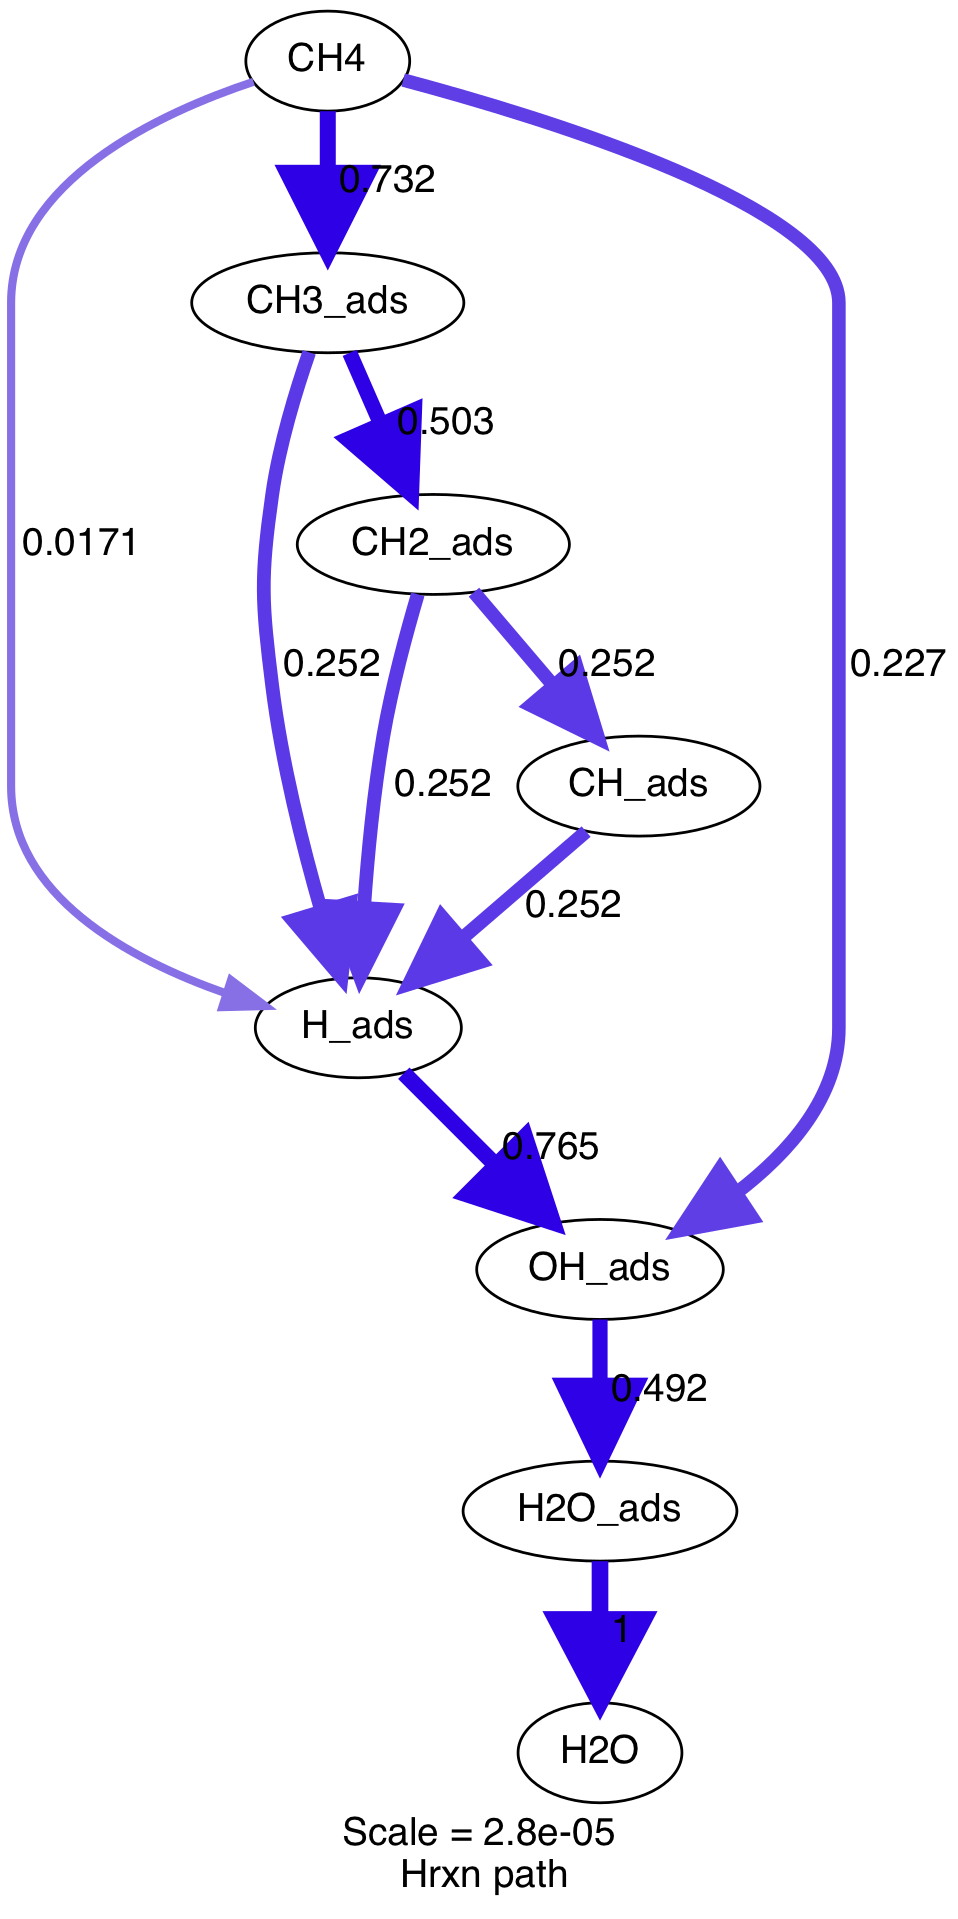 CH4
0.732
CH3_ads
0.503
CH2_ads
0.0171
0.252
0.252
0.227
0.252
CH_ads
0.252
H_ads
0.765
OH_ads
0.492
H2O_ads
1
H2O
Scale = 2.8e-05
Hrxn path